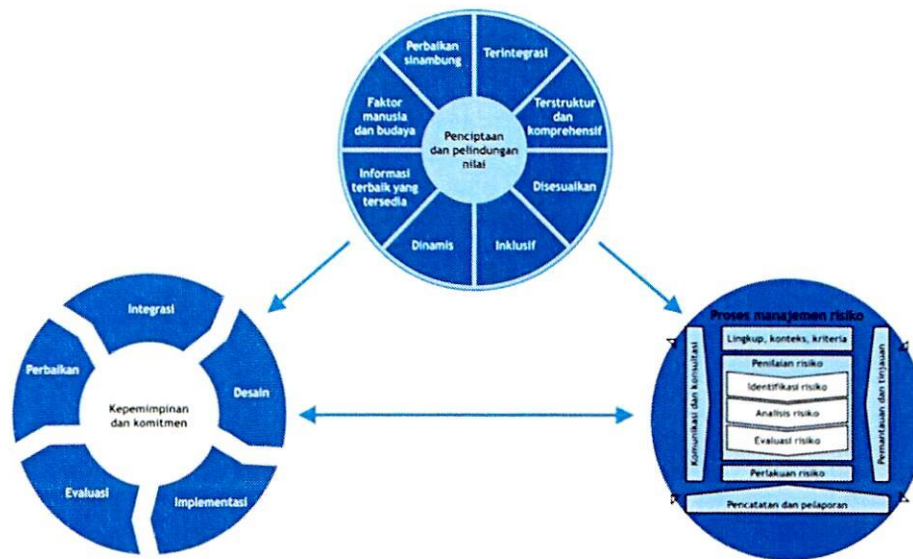 Perbaikan
sinambung
Terintegrasi
Faktor
manusia
dan budaya
Terstruktur
dan
komprehensif
Penciptaan
dan pelindungan
nilai
Informasi
terbaik yang
tersedia
Disesuaikan
Dinamis
Inklusif
Integrasi
Perbaikan
Desain
Kepemimpinan
dan komitmen
Evaluasi
Implementasi
Proses manajemen risiko
Komunikasi dan konsultasi
Lingkup, konteks, kriteria
Penilaian risiko
Identifikasi risiko
Analisis risiko
Evaluasi risiko
Perlakuan risiko
Pemantauan dan tinjauan
Pencatatan dan pelaporan